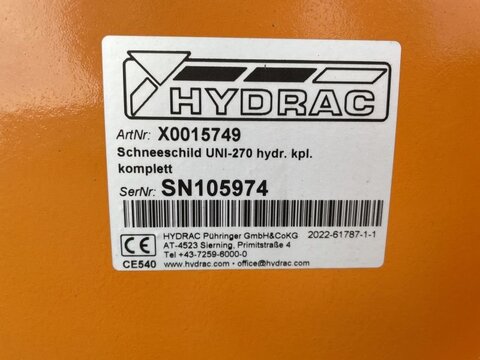 HYDRAC
ArtNr: X0015749
Schneeschild UNI-270 hydr. kpl.
komplett
SerNr: SN105974
CE
CE540
HYDRAC Pühringer GmbH&CoKG 2022-61787-1-1
AT-4523 Sierning, Primitstraße 4
Tel +43-7259-6000-0
www.hydrac.com · office@hydrac.com